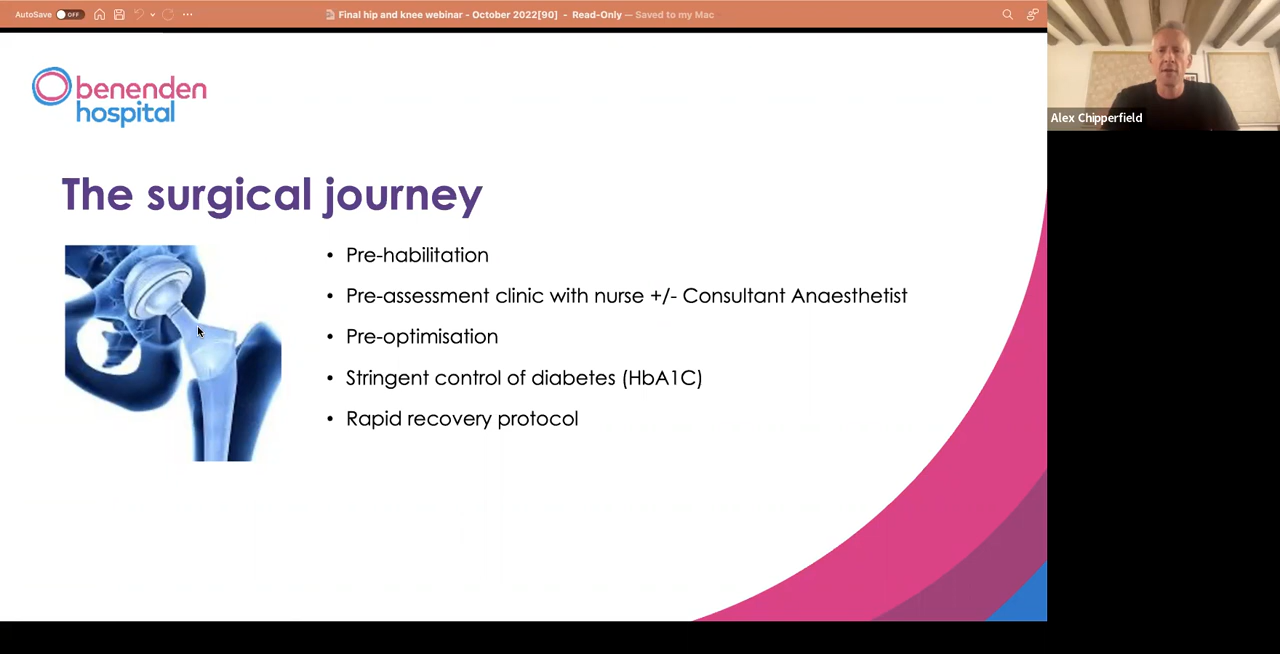 AutoSave OFF
Final hip and knee webinar - October 2022[90] - Read-Only — Saved to my Mac
benenden
hospital
The surgical journey
• Pre-habilitation
• Pre-assessment clinic with nurse +/- Consultant Anaesthetist
• Pre-optimisation
• Stringent control of diabetes (HbA1C)
• Rapid recovery protocol
Alex Chipperfield